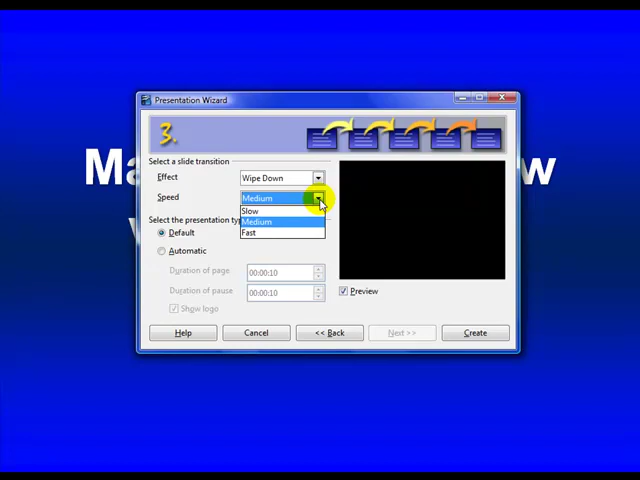 Presentation Wizard
3.
Select a slide transition
Effect
Wipe Down
Speed
Medium
Slow
Medium
Fast
Select the presentation
Default
Automatic
Duration of page
00:00:10
Duration of pause
00:00:10
Show logo
Preview
Help
Cancel
<< Back
Next >>
Create